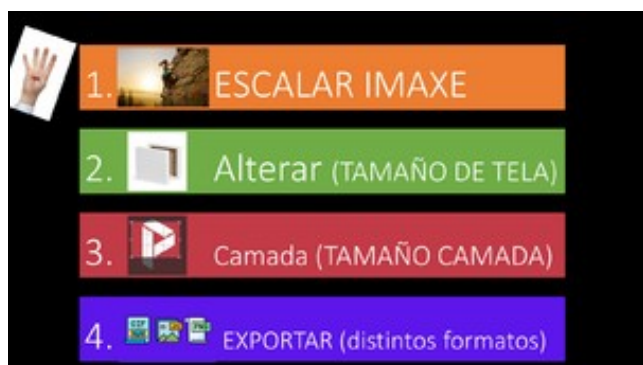 1. ESCALAR IMAXE
2. Alterar (TAMAÑO DE TELA)
3. Camada (TAMAÑO CAMADA)
4. EXPORTAR (distintos formatos)